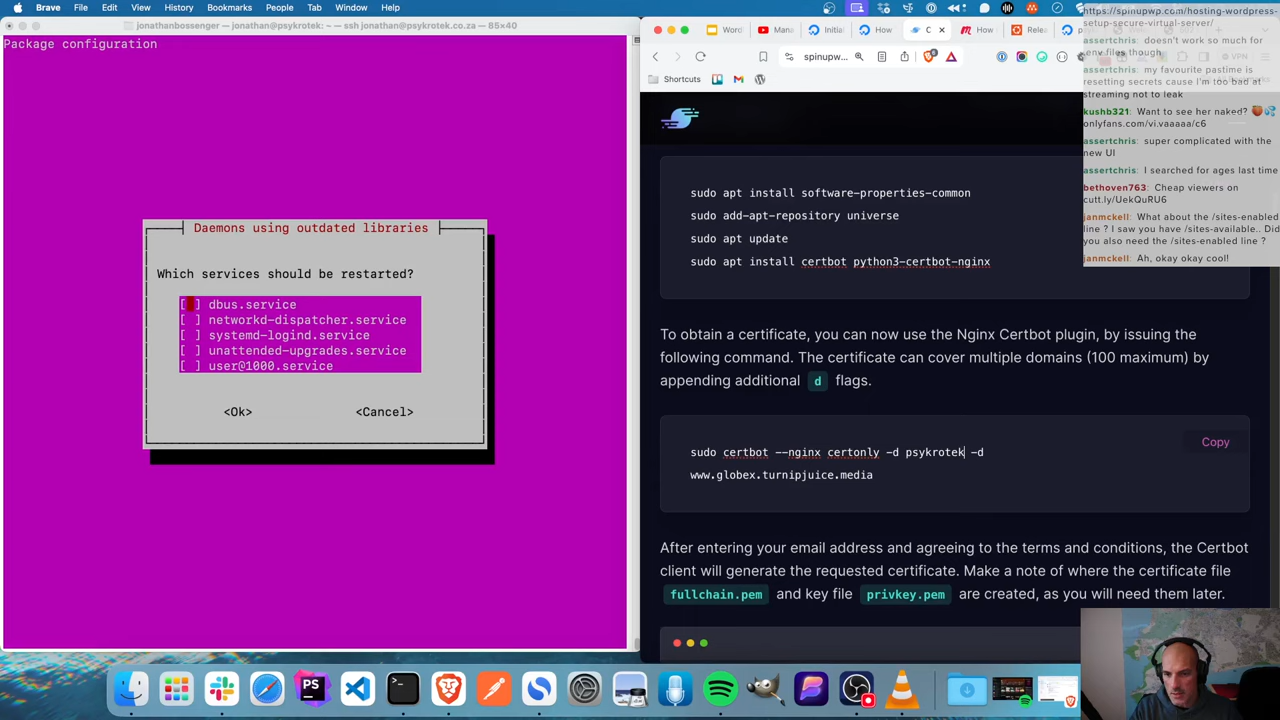 Brave File Edit View History Bookmarks People Tab Window Help
jonathanbossenger — jonathan@psykrotek: ~ — ssh jonathan@psykrotek.co.za — 85×40
Package configuration
Daemons using outdated libraries
Which services should be restarted?
[ ] dbus.service
[ ] networkd-dispatcher.service
[ ] systemd-logind.service
[ ] unattended-upgrades.service
[ ] user@1000.service
<Ok> <Cancel>
Word
Mana
Initial
How
C
How
Relea
spinupw...
VPN
Shortcuts
sudo apt install software-properties-common
sudo add-apt-repository universe
sudo apt update
sudo apt install certbot python3-certbot-nginx
To obtain a certificate, you can now use the Nginx Certbot plugin, by issuing the
following command. The certificate can cover multiple domains (100 maximum) by
appending additional d flags.
Copy
sudo certbot --nginx certonly -d psykrotek -d
www.globex.turnipjuice.media
After entering your email address and agreeing to the terms and conditions, the Certbot
client will generate the requested certificate. Make a note of where the certificate file
fullchain.pem and key file privkey.pem are created, as you will need them later.
https://spinupwp.com/hosting-wordpress-
setup-secure-virtual-server/
assertchris: doesn't work so much for
env files though
assertchris: my favourite pastime is
resetting secrets cause I'm too bad at
streaming not to leak
kushb321: Want to see her naked? 🍑💦
onlyfans.com/vi.vaaaaa/c6
assertchris: super complicated with the
new UI
assertchris: I searched for ages last time
bethoven763: Cheap viewers on
cutt.ly/UekQuRU6
janmckell: What about the /sites-enabled
line ? I saw you have /sites-available.. Did
you also need the /sites-enabled line ?
janmckell: Ah, okay okay cool!
PS